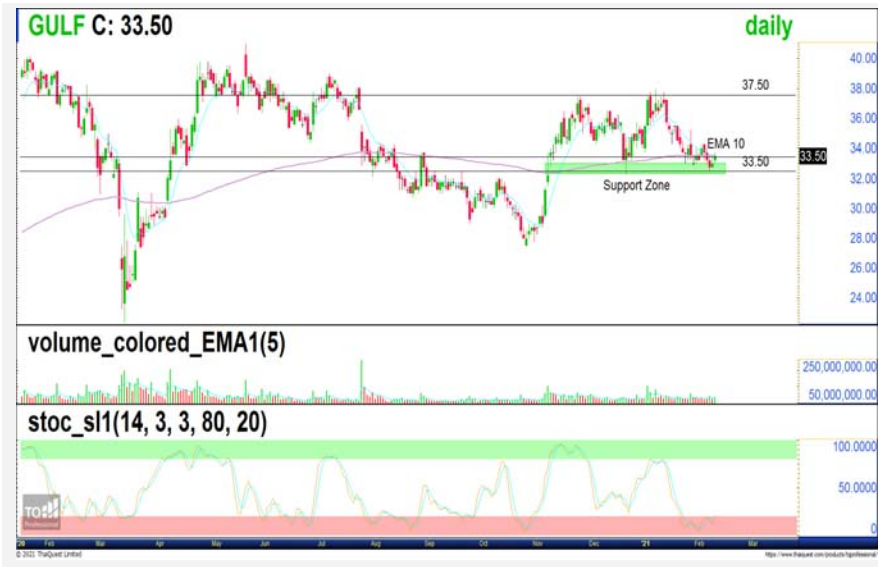 GULF C: 33.50 daily
40.00
37.50
38.00
36.00
EMA 10
34.00
33.50
33.50
32.00
Support Zone
30.00
28.00
26.00
24.00
volume_colored_EMA1(5)
250,000,000.00
50,000,000.00
stoc_sl1(14, 3, 3, 80, 20)
100.0000
50.0000
0
TQ
Professional
'20 Feb Mar Apr May Jun Jul Aug Sep Oct Nov Dec '21 Feb Mar
© 2021 ThaiQuest Limited